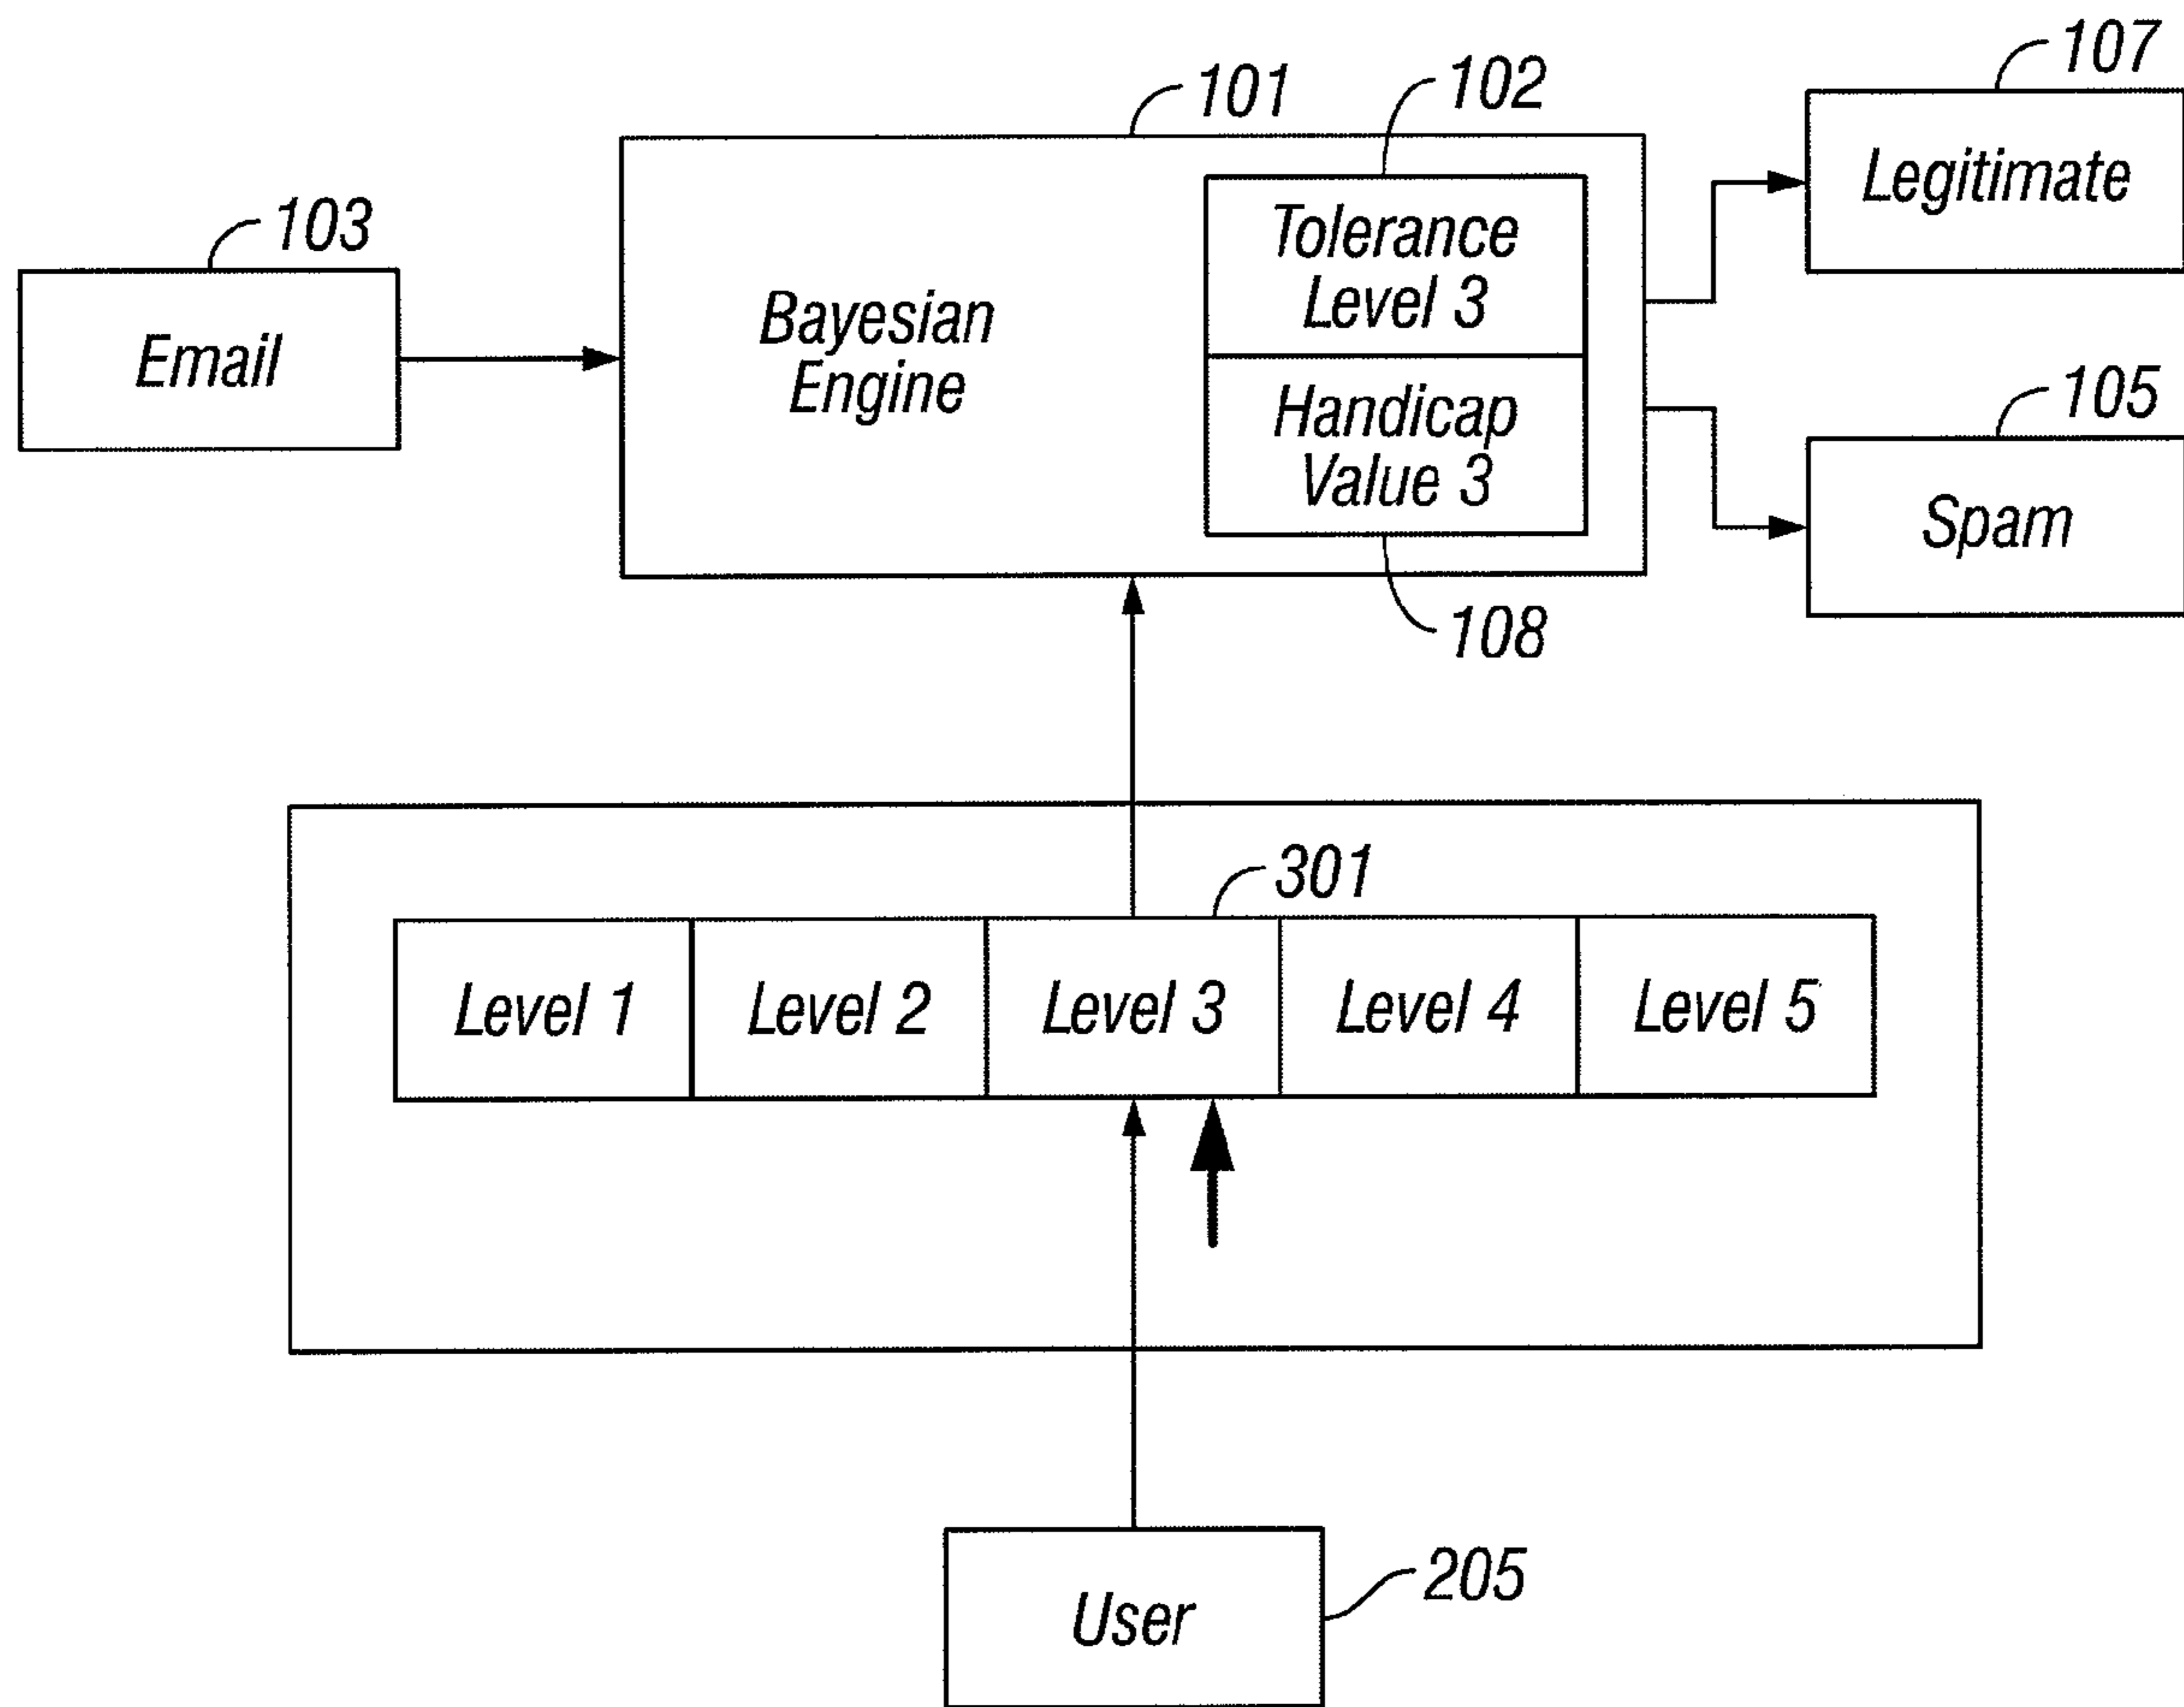 107
102
101
Legitimate
Tolerance
Level 3
103
Bayesian
Engine
Email
Handicap
Value 3
105
Spam
108
301
Level 1
Level 2
Level 3
Level 4
Level 5
205
User